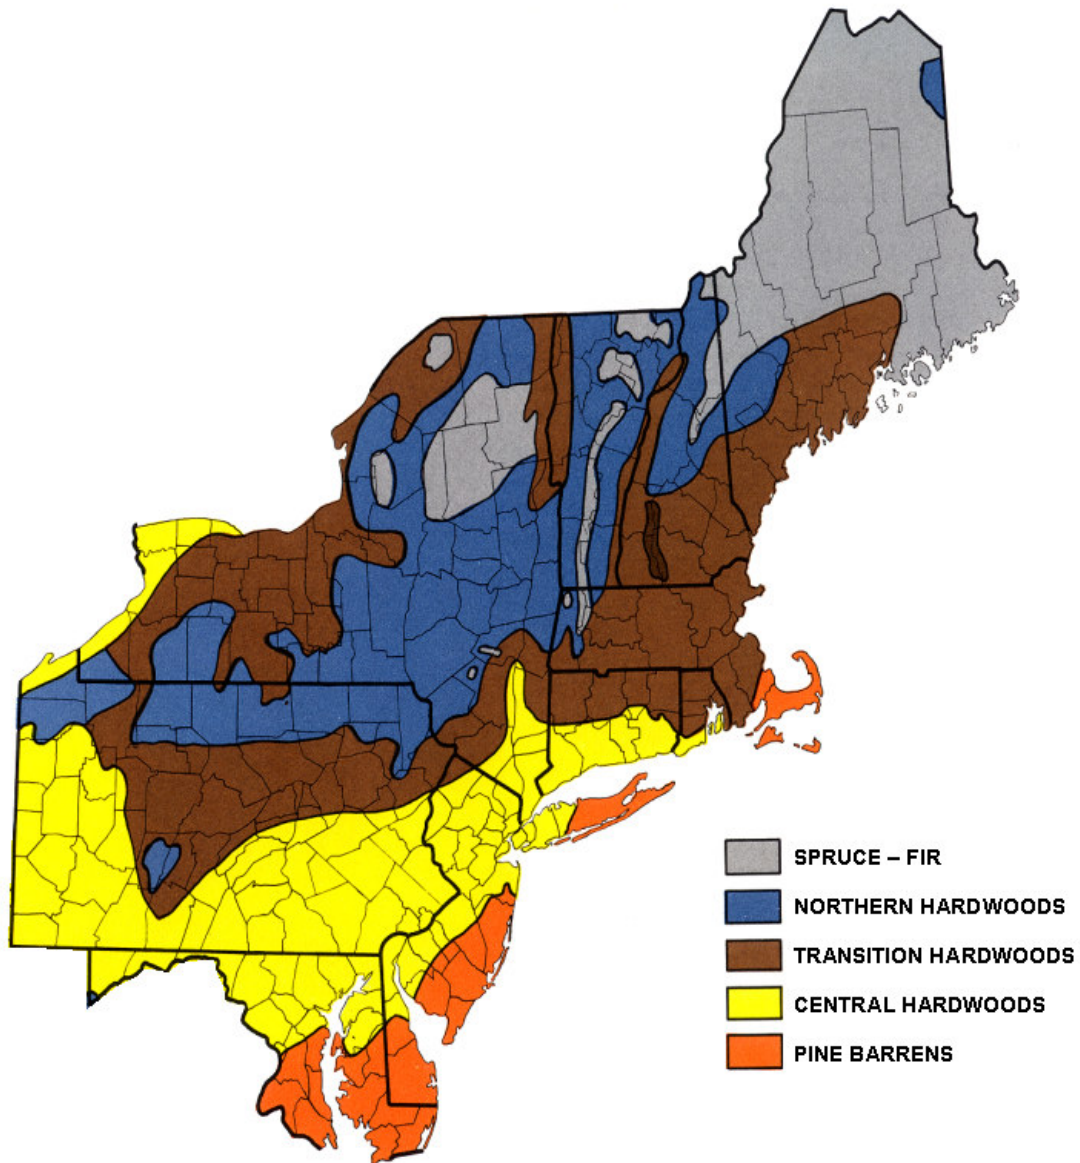 SPRUCE – FIR
NORTHERN HARDWOODS
TRANSITION HARDWOODS
CENTRAL HARDWOODS
PINE BARRENS